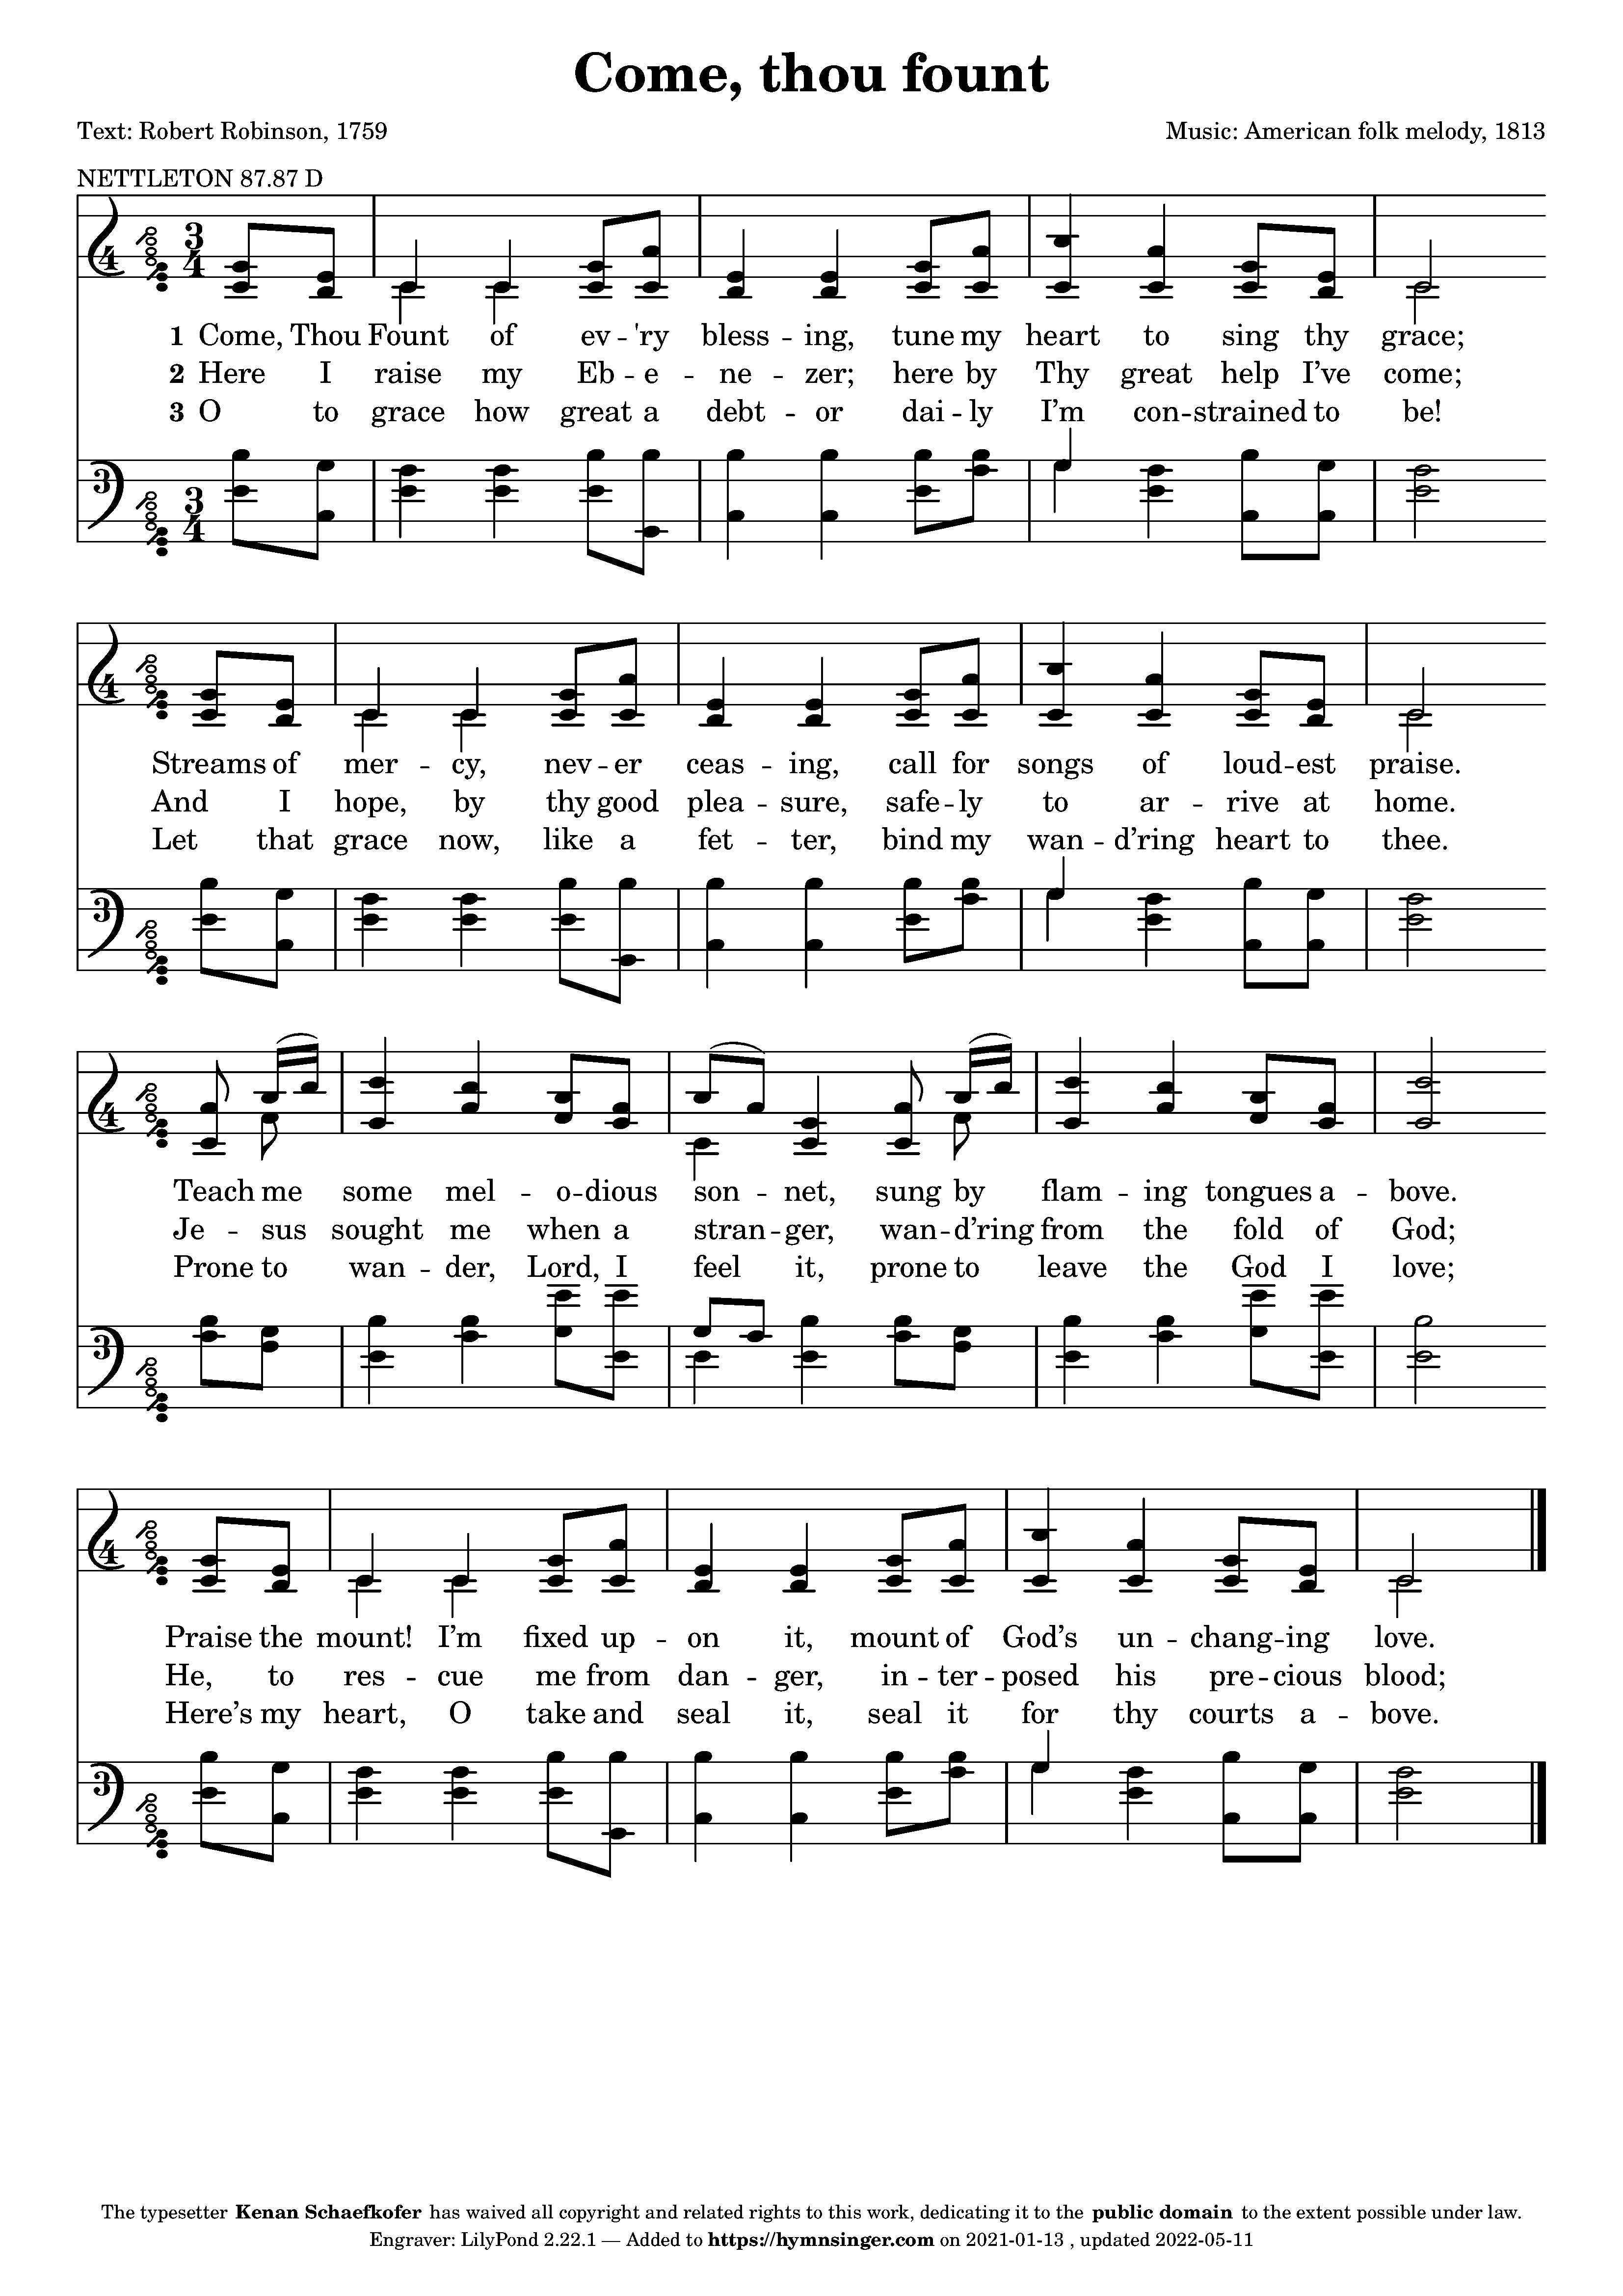 Come, thou fount
Text: Robert Robinson, 1759
Music: American folk melody, 1813
NETTLETON 87.87 D
3
4
1 Come, Thou Fount of ev -- 'ry bless -- ing, tune my heart to sing thy grace;
2 Here I raise my Eb -- e -- ne -- zer; here by Thy great help I’ve come;
3 O to grace how great a debt -- or dai -- ly I’m con -- strained to be!
3
4
Streams of mer -- cy, nev -- er ceas -- ing, call for songs of loud -- est praise.
And I hope, by thy good plea -- sure, safe -- ly to ar -- rive at home.
Let that grace now, like a fet -- ter, bind my wan -- d’ring heart to thee.
Teach me some mel -- o -- dious son -- net, sung by flam -- ing tongues a -- bove.
Je -- sus sought me when a stran -- ger, wan -- d’ring from the fold of God;
Prone to wan -- der, Lord, I feel it, prone to leave the God I love;
Praise the mount! I’m fixed up -- on it, mount of God’s un -- chang -- ing love.
He, to res -- cue me from dan -- ger, in -- ter -- posed his pre -- cious blood;
Here’s my heart, O take and seal it, seal it for thy courts a -- bove.
The typesetter Kenan Schaefkofer has waived all copyright and related rights to this work, dedicating it to the public domain to the extent possible under law.
Engraver: LilyPond 2.22.1 — Added to https://hymnsinger.com on 2021-01-13 , updated 2022-05-11